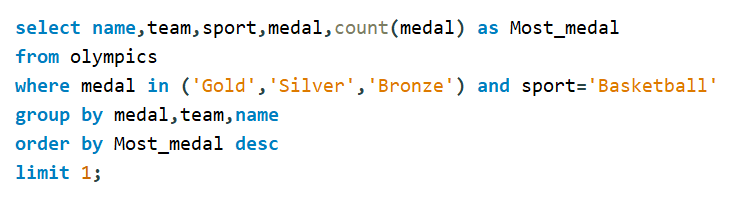 select name,team,sport,medal,count(medal) as Most_medal
from olympics
where medal in ('Gold','Silver','Bronze') and sport='Basketball'
group by medal,team,name
order by Most_medal desc
limit 1;